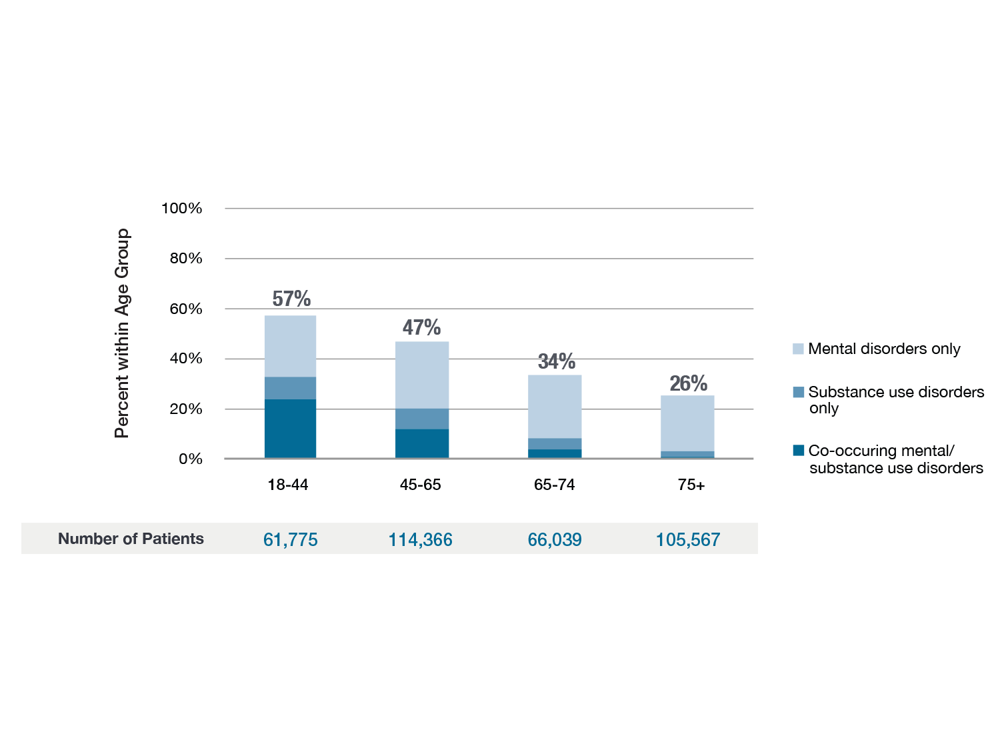 100%
80%
60%
40%
20%
0%
Percent within Age Group
57%
47%
34%
26%
18-44
45-65
65-74
75+
Mental disorders only
Substance use disorders
only
Co-occuring mental/
substance use disorders
Number of Patients 61,775 114,366 66,039 105,567